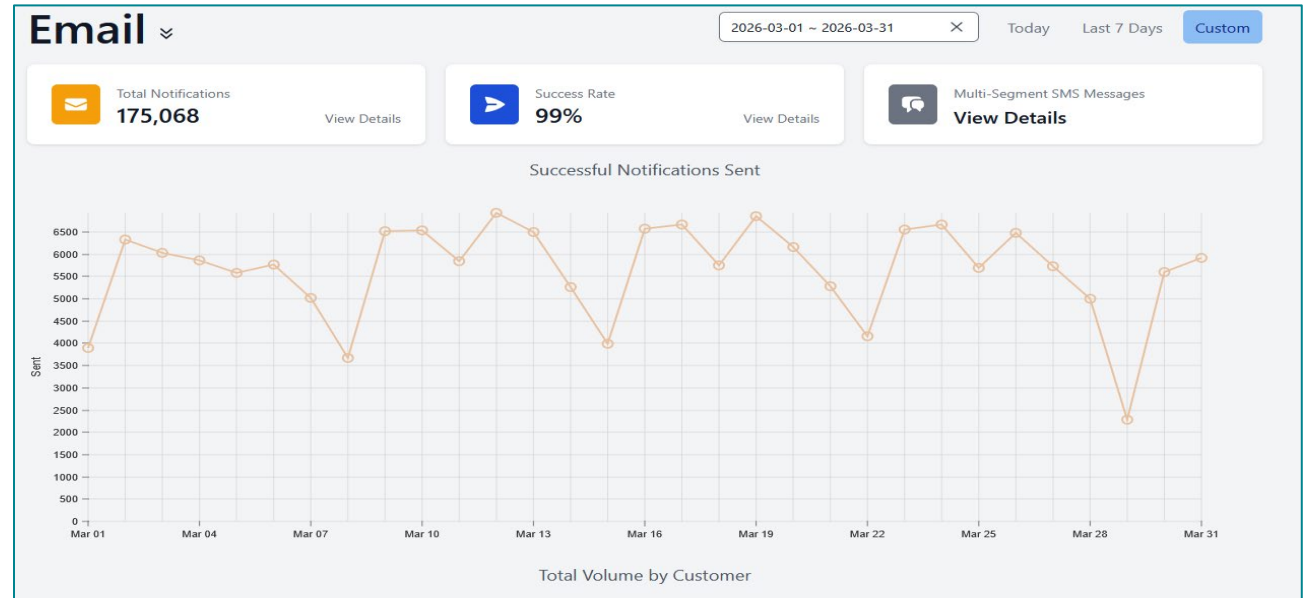 Email
2026-03-01 ~ 2026-03-31
Today
Last 7 Days
Custom
Total Notifications
175,068
View Details
Success Rate
99%
View Details
Multi-Segment SMS Messages
View Details
Successful Notifications Sent
Sent
6500
6000
5500
5000
4500
4000
3500
3000
2500
2000
1500
1000
500
0
Mar 01 Mar 04 Mar 07 Mar 10 Mar 13 Mar 16 Mar 19 Mar 22 Mar 25 Mar 28 Mar 31
Total Volume by Customer